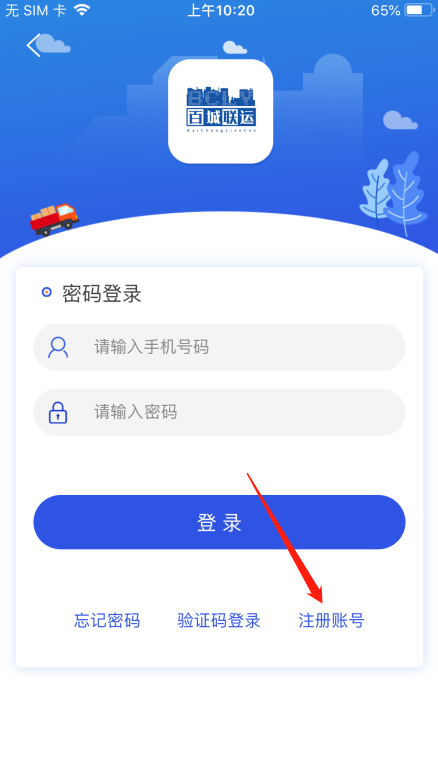 无 SIM 卡 上午10:20 65%
BCLY
百城联运
BaiChengLianYun
密码登录
请输入手机号码
请输入密码
登 录
忘记密码 验证码登录 注册账号